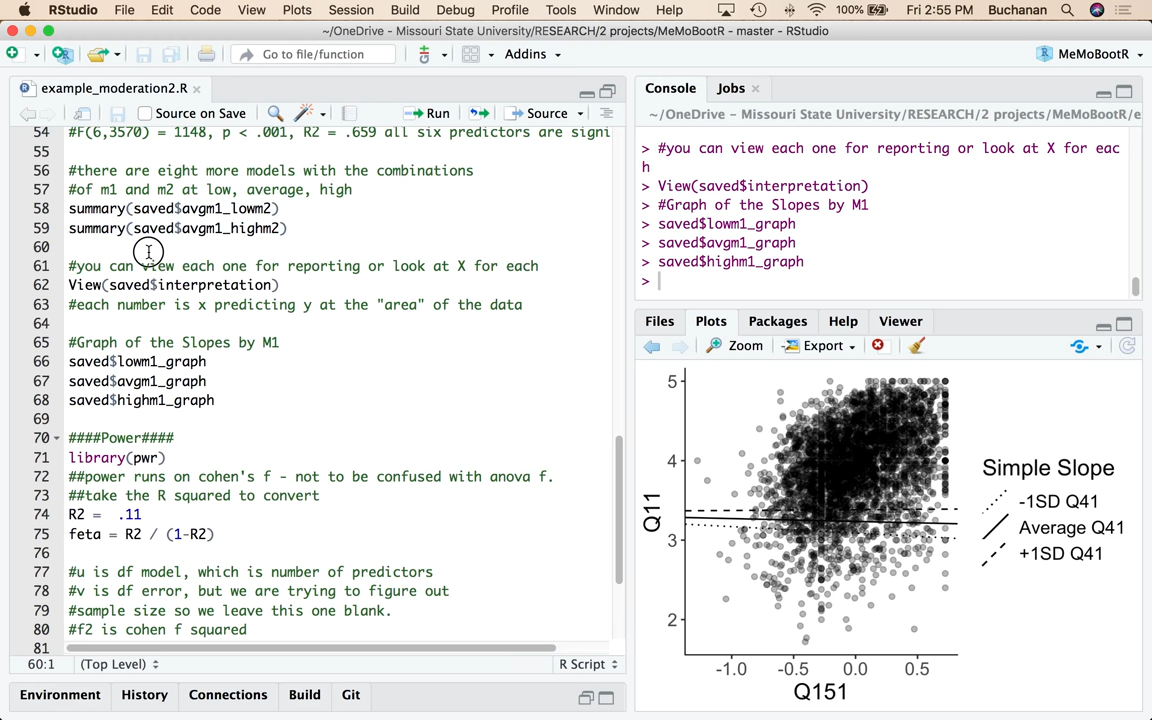 RStudio File Edit Code View Plots Session Build Debug Profile Tools Window Help 100% Fri 2:55 PM Buchanan
~/OneDrive - Missouri State University/RESEARCH/2 projects/MeMoBootR - master - RStudio
Go to file/function Addins MeMoBootR
example_moderation2.R
Source on Save Run Source
54 #F(6,3570) = 1148, p < .001, R2 = .659 all six predictors are signi
55
56 #there are eight more models with the combinations
57 #of m1 and m2 at low, average, high
58 summary(saved$avgm1_lowm2)
59 summary(saved$avgm1_highm2)
60
61 #you can view each one for reporting or look at X for each
62 View(saved$interpretation)
63 #each number is x predicting y at the "area" of the data
64
65 #Graph of the Slopes by M1
66 saved$lowm1_graph
67 saved$avgm1_graph
68 saved$highm1_graph
69
70 ####Power####
71 library(pwr)
72 ##power runs on cohen's f - not to be confused with anova f.
73 ##take the R squared to convert
74 R2 = .11
75 feta = R2 / (1-R2)
76
77 #u is df model, which is number of predictors
78 #v is df error, but we are trying to figure out
79 #sample size so we leave this one blank.
80 #f2 is cohen f squared
81
60:1 (Top Level) R Script
Environment History Connections Build Git
Console Jobs
~/OneDrive - Missouri State University/RESEARCH/2 projects/MeMoBootR/e
> #you can view each one for reporting or look at X for eac
h
> View(saved$interpretation)
> #Graph of the Slopes by M1
> saved$lowm1_graph
> saved$avgm1_graph
> saved$highm1_graph
>
Files Plots Packages Help Viewer
Zoom Export
5
4
3
2
Q11
-1.0 -0.5 0.0 0.5
Q151
Simple Slope
-1SD Q41
Average Q41
+1SD Q41